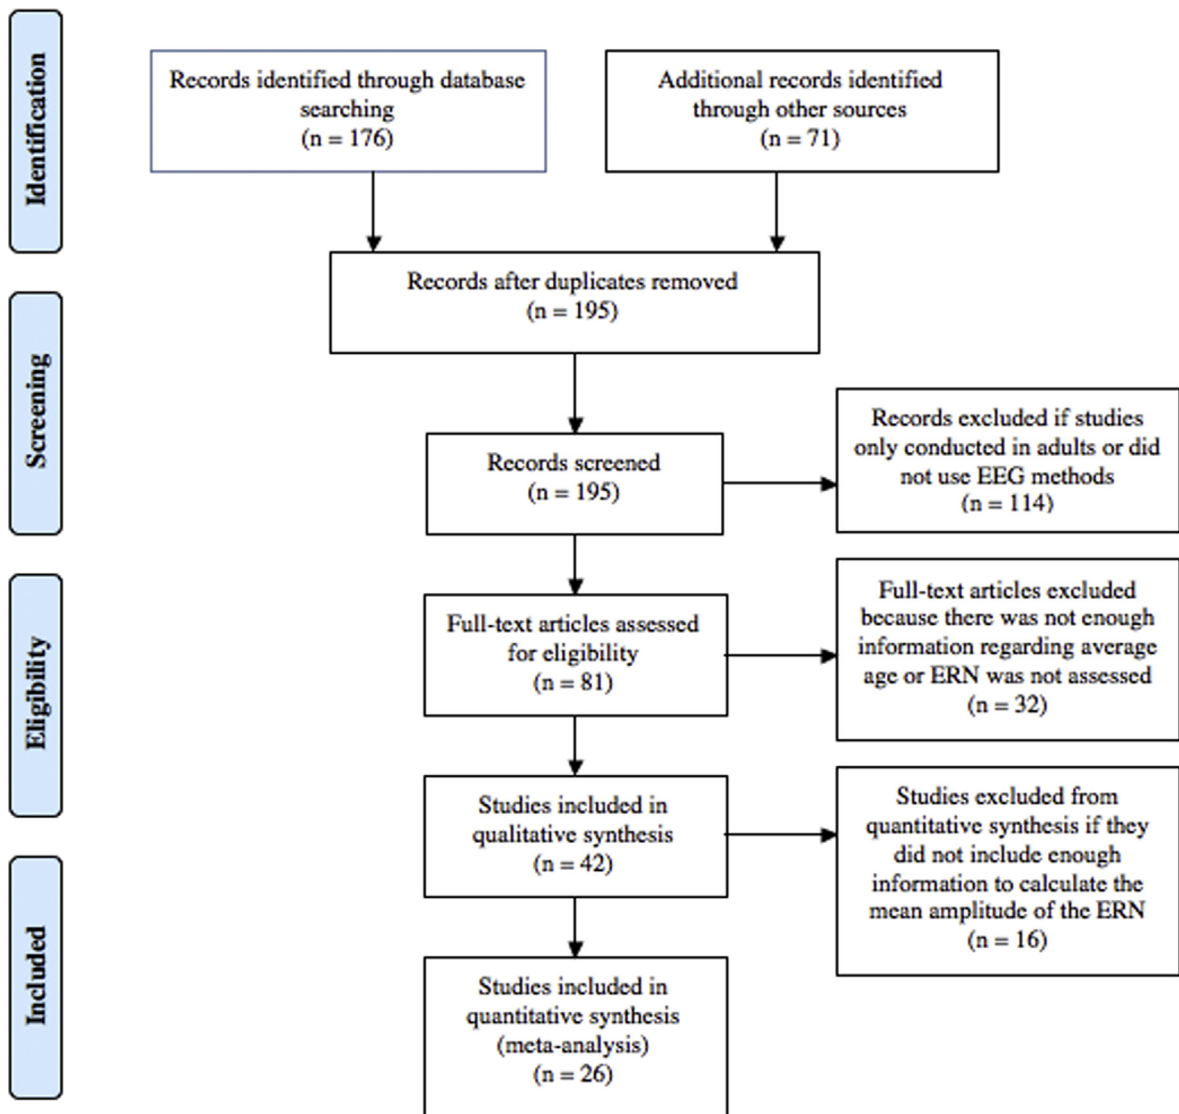 Identification
Records identified through database
searching
(n = 176)
Additional records identified
through other sources
(n = 71)
Records after duplicates removed
(n = 195)
Screening
Records screened
(n = 195)
Records excluded if studies
only conducted in adults or did
not use EEG methods
(n = 114)
Eligibility
Full-text articles assessed
for eligibility
(n = 81)
Full-text articles excluded
because there was not enough
information regarding average
age or ERN was not assessed
(n = 32)
Studies included in
qualitative synthesis
(n = 42)
Studies excluded from
quantitative synthesis if they
did not include enough
information to calculate the
mean amplitude of the ERN
(n = 16)
Included
Studies included in
quantitative synthesis
(meta-analysis)
(n = 26)